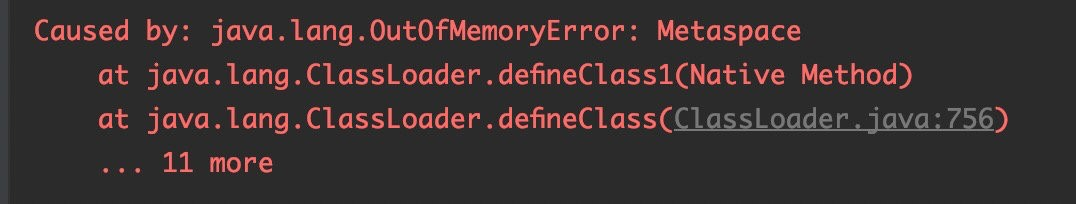 Caused by: java.lang.OutOfMemoryError: Metaspace
at java.lang.ClassLoader.defineClass1(Native Method)
at java.lang.ClassLoader.defineClass(ClassLoader.java:756)
... 11 more